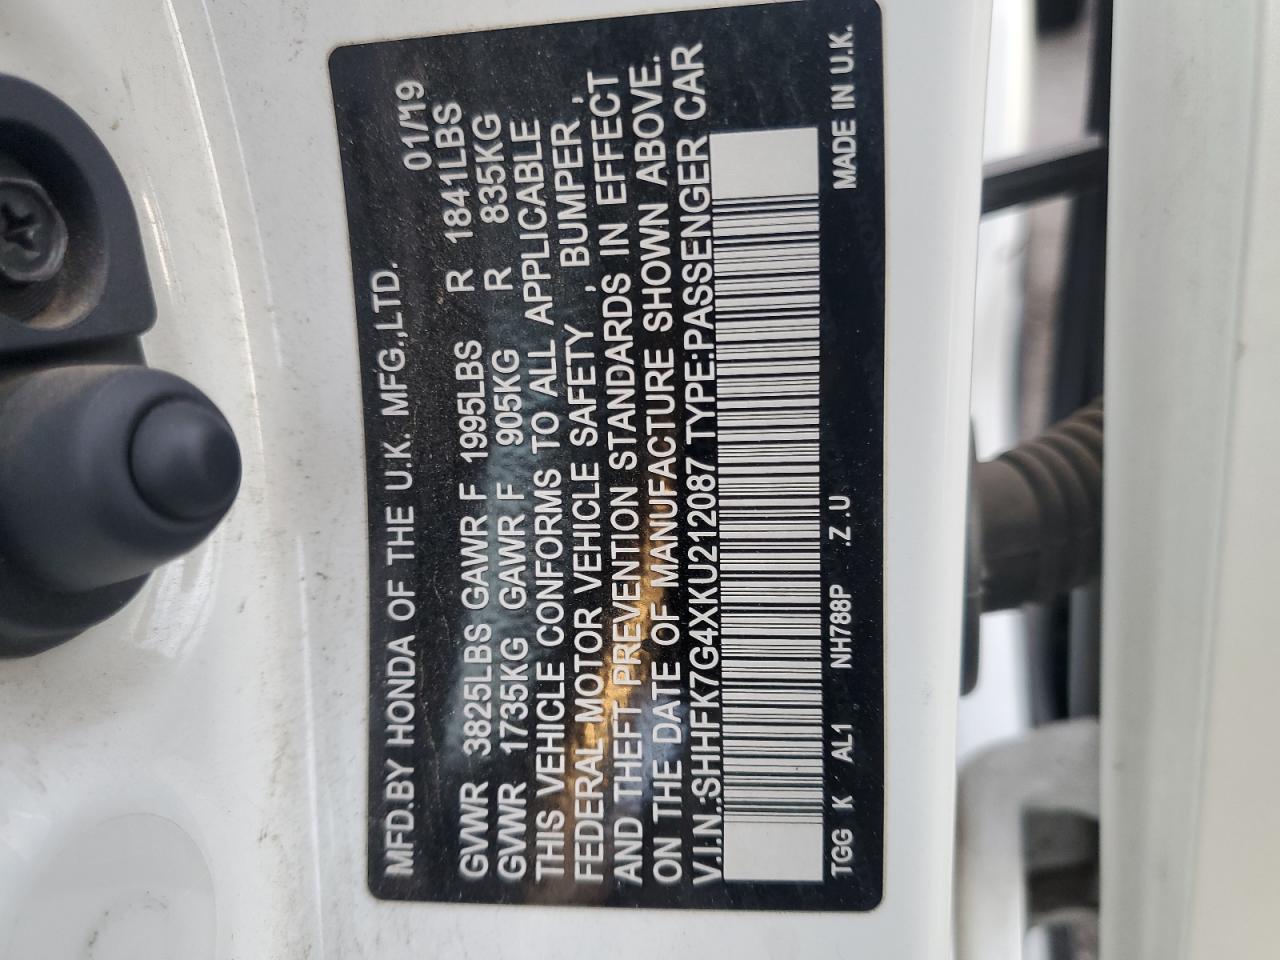 MFD.BY HONDA OF THE U.K. MFG.,LTD. 01/'19
GVWR 3825LBS GAWR F 1995LBS R 1841LBS
GVWR 1735KG GAWR F 905KG R 835KG
THIS VEHICLE CONFORMS TO ALL APPLICABLE
FEDERAL MOTOR VEHICLE SAFETY , BUMPER ,
AND THEFT PREVENTION STANDARDS IN EFFECT
ON THE DATE OF MANUFACTURE SHOWN ABOVE.
V.I.N.:SHHFK7G4XKU212087 TYPE:PASSENGER CAR
TGG K AL1 NH788P .Z .U MADE IN U.K.